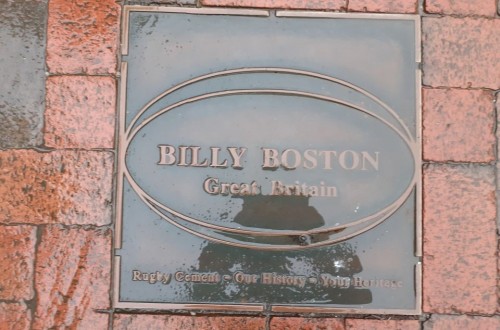 BILLY BOSTON
Great Britain
Rugby Cement ~ Our History ~ Your Heritage